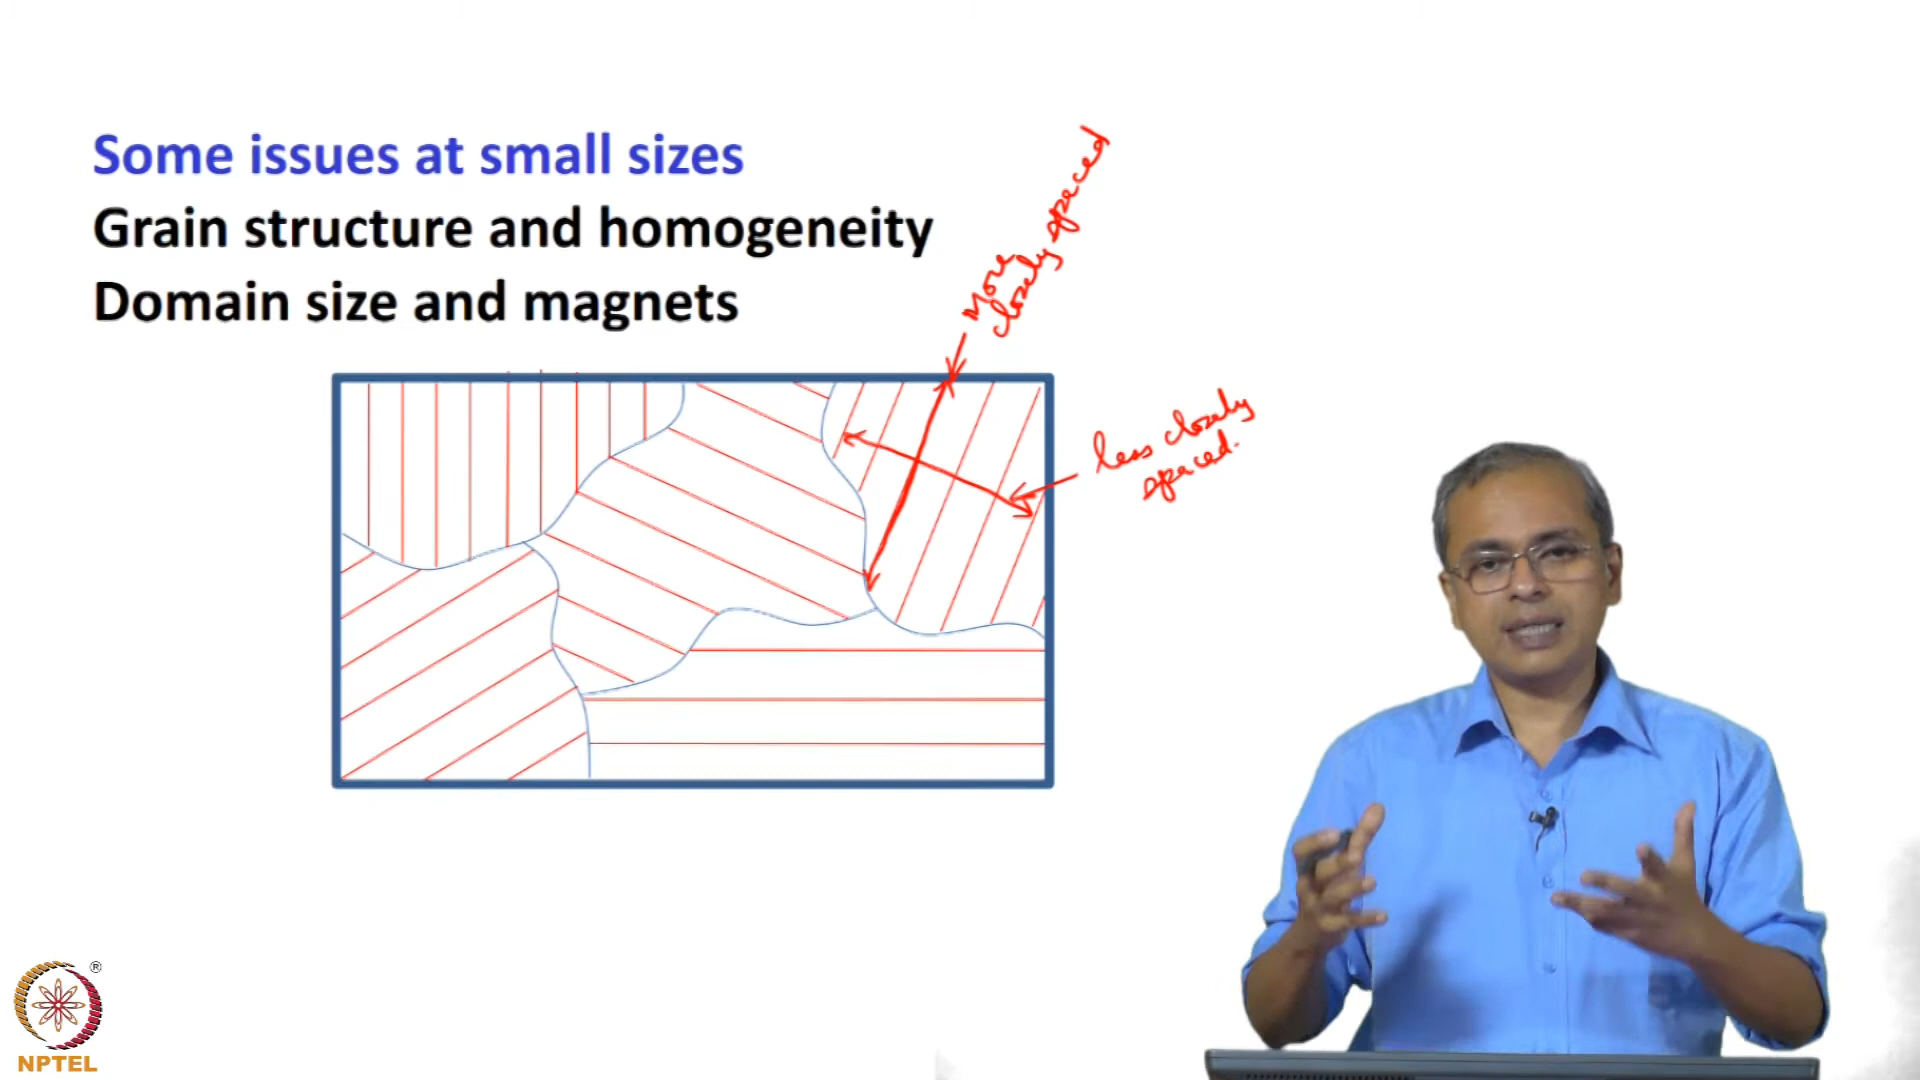 Some issues at small sizes
Grain structure and homogeneity
Domain size and magnets
More
closely spaced
less closely
spaced.
®
NPTEL